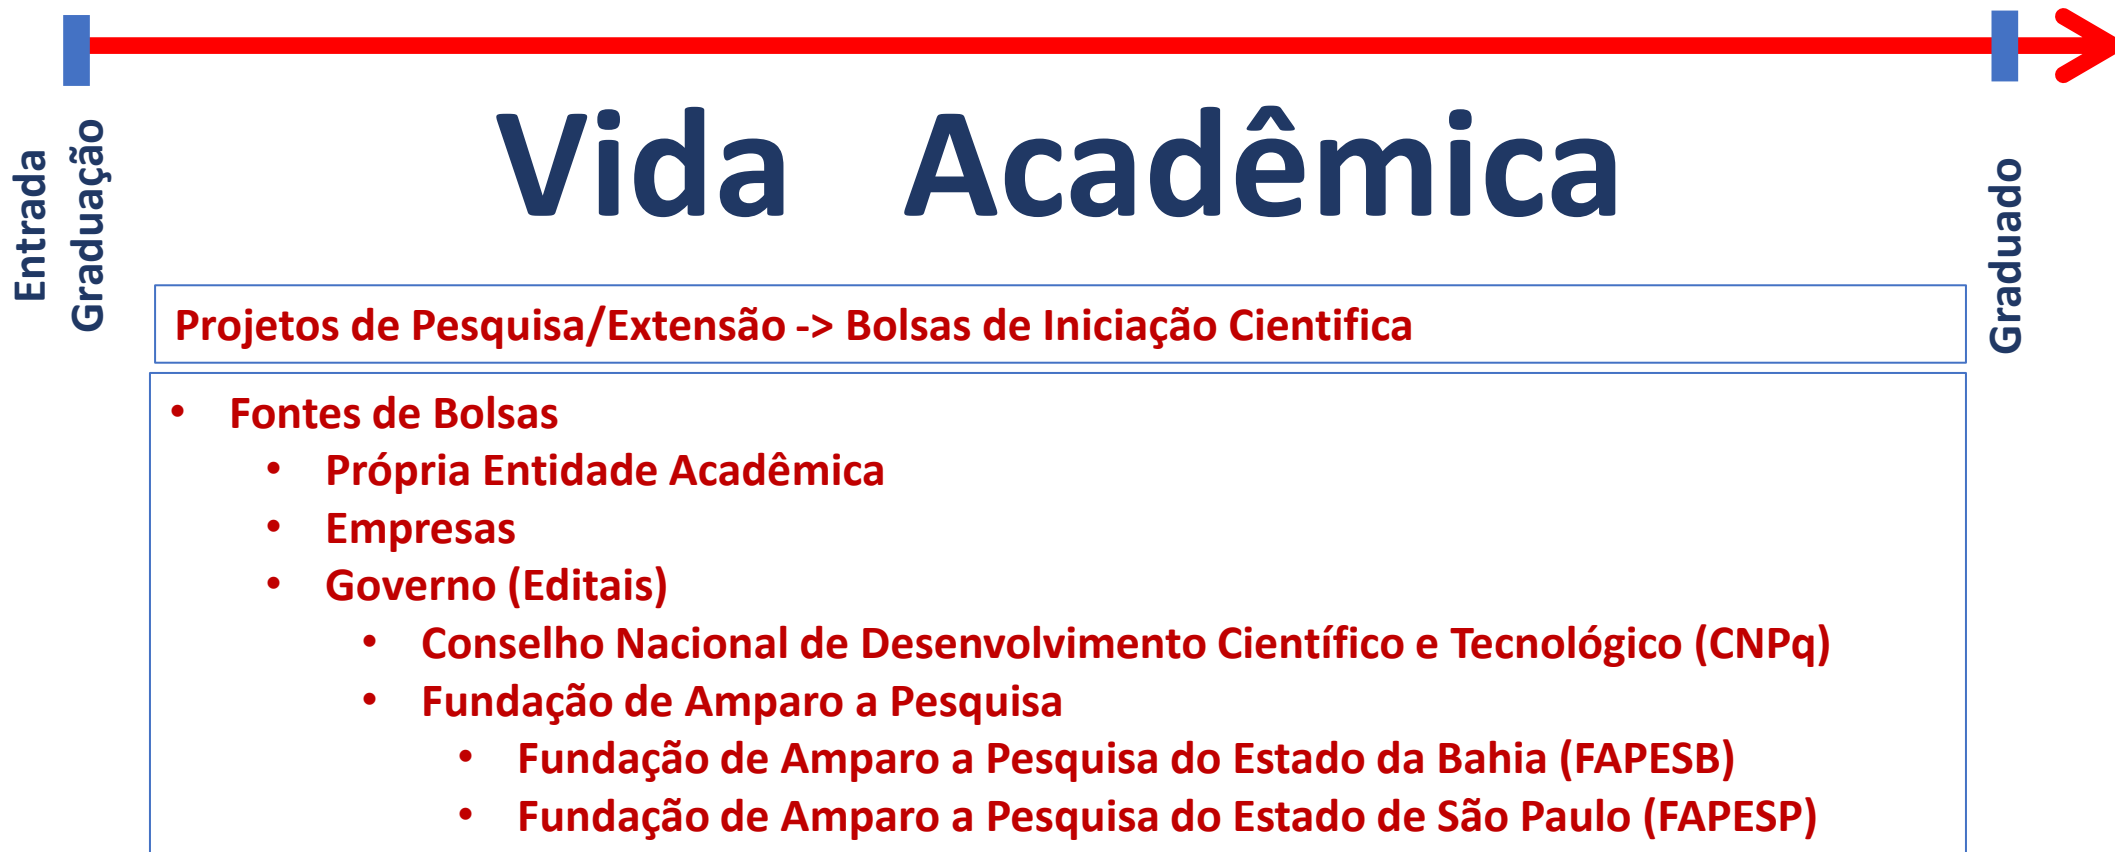 Entrada
Graduação
Vida Acadêmica
Graduado
Projetos de Pesquisa/Extensão -> Bolsas de Iniciação Cientifica
• Fontes de Bolsas
• Própria Entidade Acadêmica
• Empresas
• Governo (Editais)
• Conselho Nacional de Desenvolvimento Científico e Tecnológico (CNPq)
• Fundação de Amparo a Pesquisa
• Fundação de Amparo a Pesquisa do Estado da Bahia (FAPESB)
• Fundação de Amparo a Pesquisa do Estado de São Paulo (FAPESP)